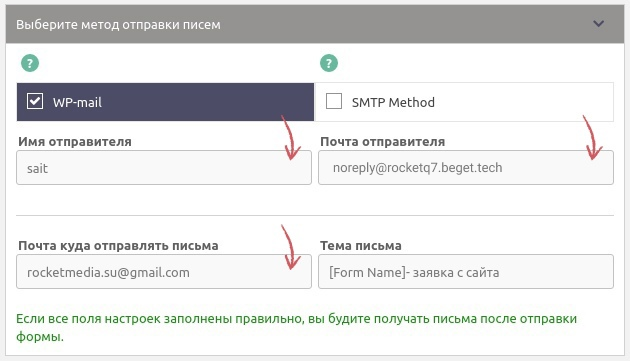 Выберите метод отправки писем
? ?
WP-mail SMTP Method
Имя отправителя Почта отправителя
sait noreply@rocketq7.beget.tech
Почта куда отправлять письма Тема письма
rocketmedia.su@gmail.com [Form Name]- заявка с сайта
Если все поля настроек заполнены правильно, вы будите получать письма после отправки
формы.